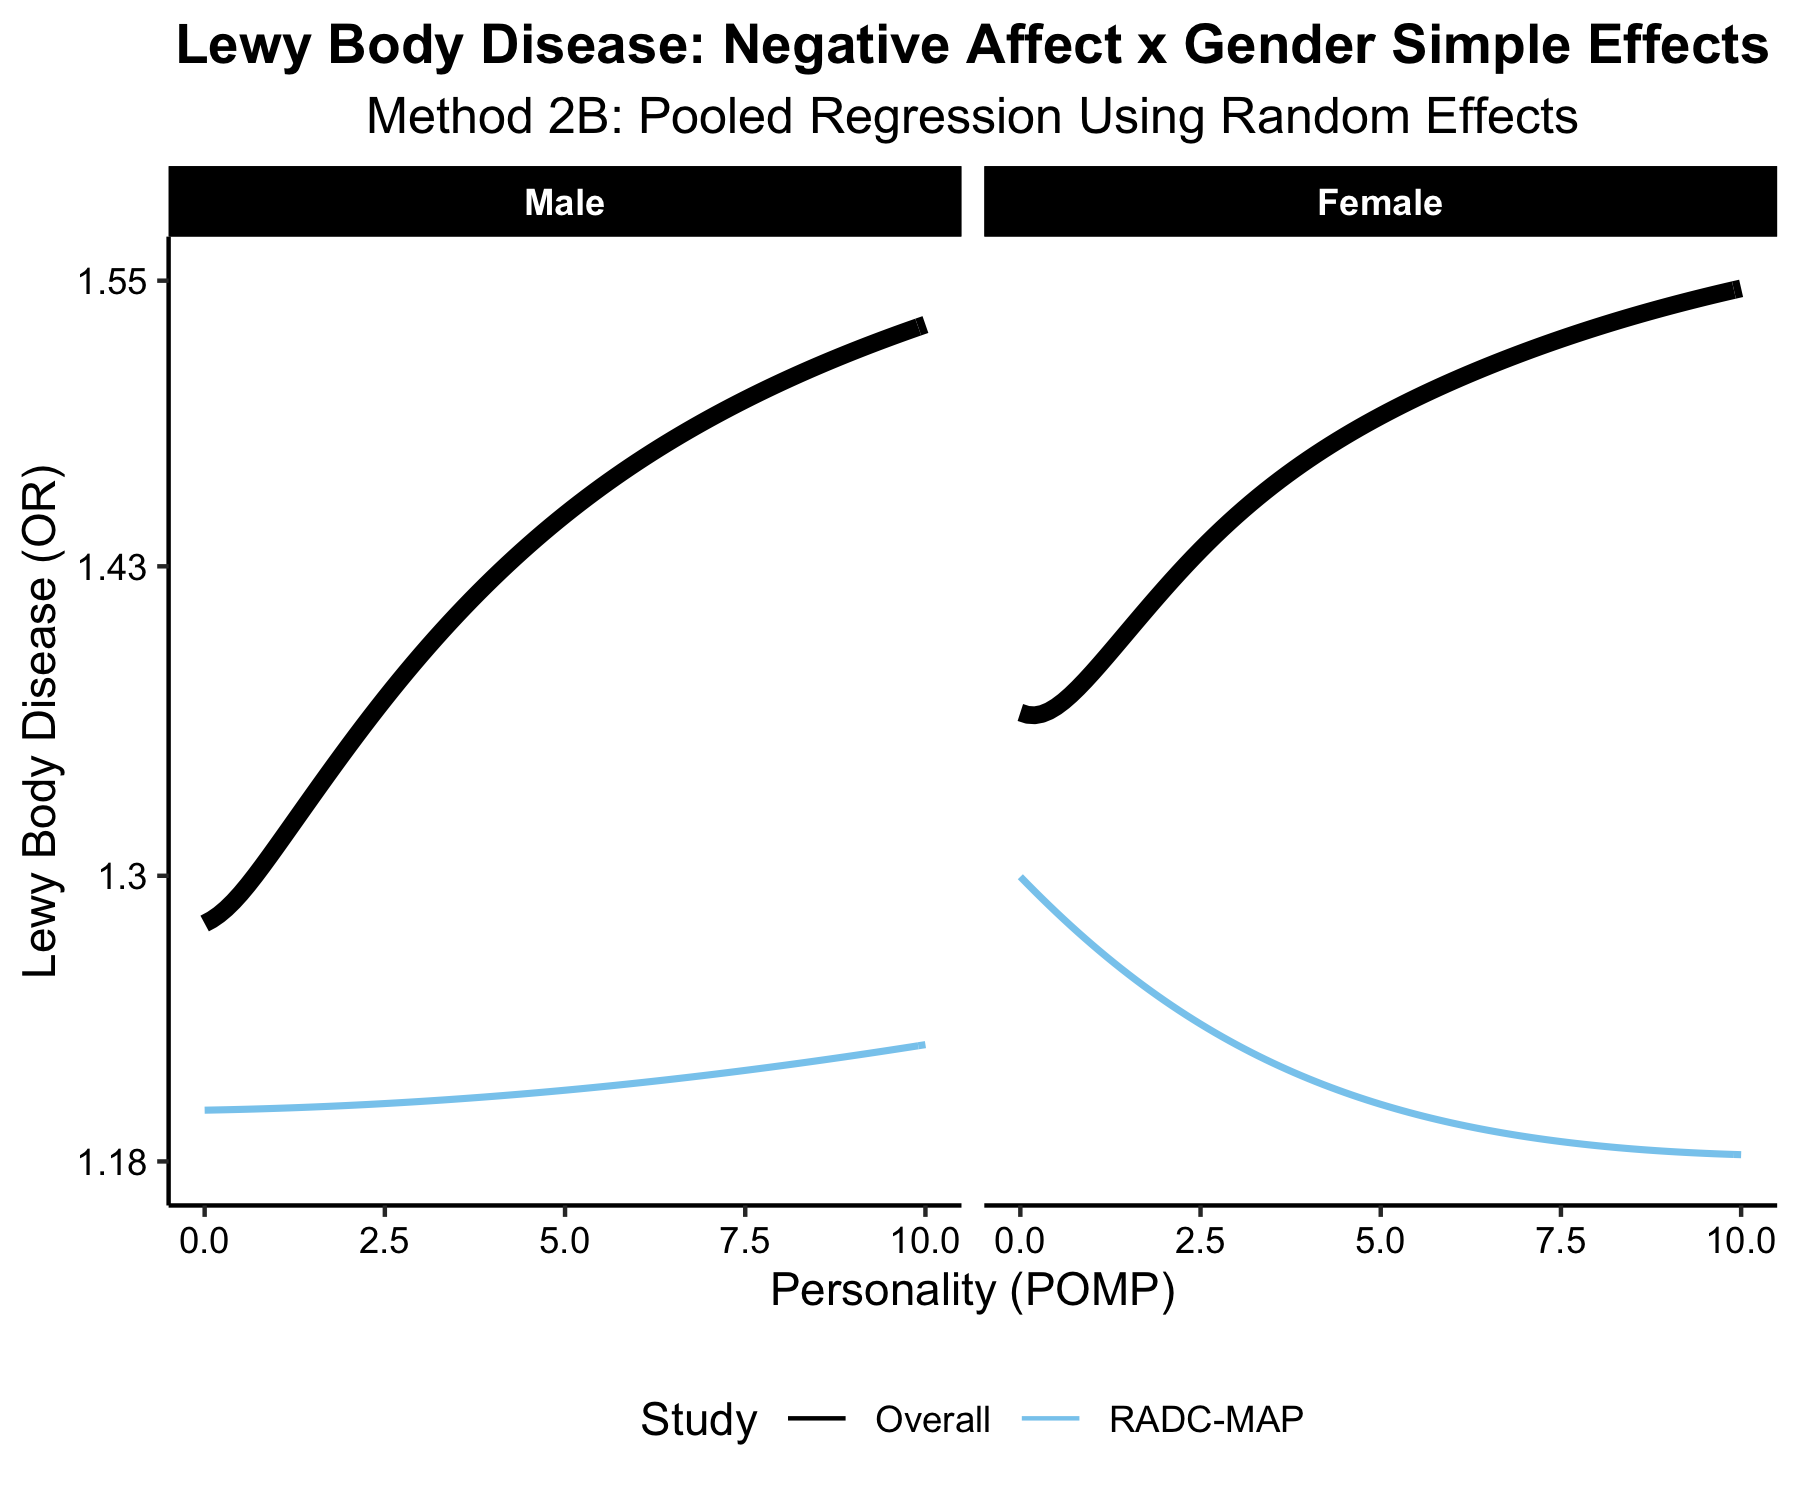 Lewy Body Disease: Negative Affect x Gender Simple Effects
Method 2B: Pooled Regression Using Random Effects
Male Female
Lewy Body Disease (OR)
1.55
1.43
1.3
1.18
0.0 2.5 5.0 7.5 10.0 0.0 2.5 5.0 7.5 10.0
Personality (POMP)
Study Overall RADC-MAP